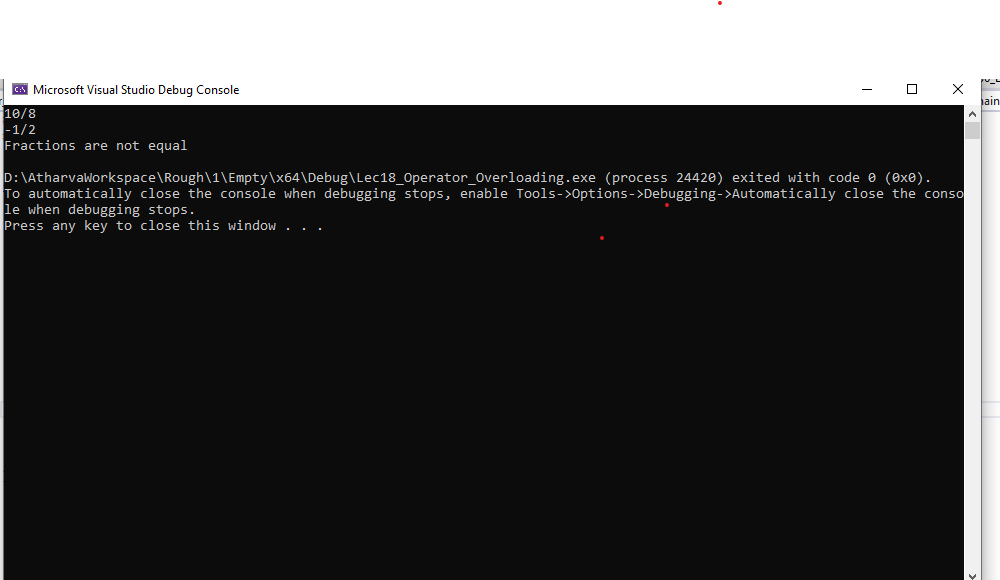 Microsoft Visual Studio Debug Console
10/8
-1/2
Fractions are not equal
D:\AtharvaWorkspace\Rough\1\Empty\x64\Debug\Lec18_Operator_Overloading.exe (process 24420) exited with code 0 (0x0).
To automatically close the console when debugging stops, enable Tools->Options->Debugging->Automatically close the conso
le when debugging stops.
Press any key to close this window . . .